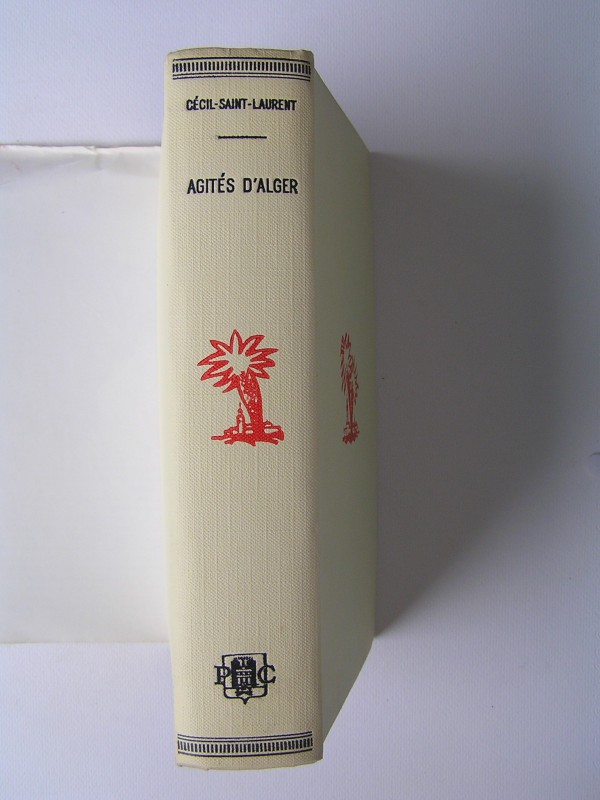 CÉCIL-SAINT-LAURENT
AGITÉS D'ALGER
P C